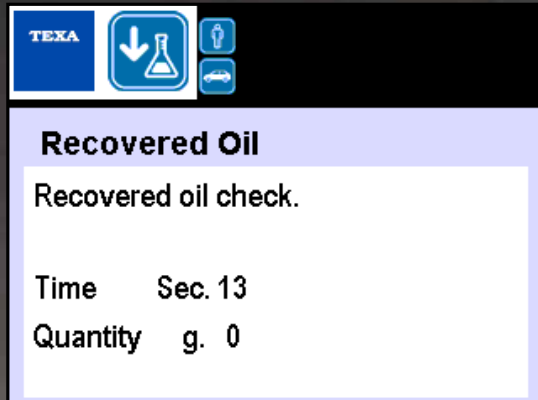 TEXA
Recovered Oil
Recovered oil check.
Time Sec. 13
Quantity g. 0